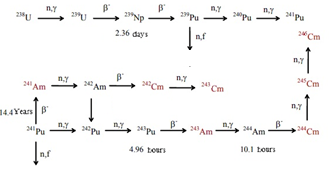 n,γ β⁻ β⁻ n,γ n,γ
²³⁸U ²³⁹U ²³⁹Np ²³⁹Pu ²⁴⁰Pu ²⁴¹Pu
2.36 days
²⁴⁶Cm
n,f
n,γ
n,γ β⁻ n,γ
²⁴¹Am ²⁴²Am ²⁴²Cm ²⁴³Cm ²⁴⁵Cm
14.4 Years β⁻ n,γ
n,γ n,γ β⁻ n,γ β⁻
²⁴¹Pu ²⁴²Pu ²⁴³Pu ²⁴³Am ²⁴⁴Am ²⁴⁴Cm
4.96 hours 10.1 hours
n,f